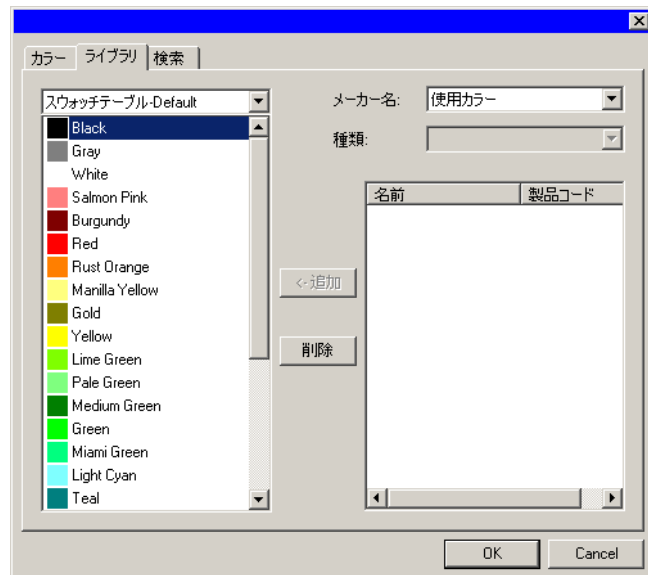 カラー ライブラリ 検索
スウォッチテーブル-Default
メーカー名: 使用カラー
種類:
Black
Gray
White
Salmon Pink
Burgundy
Red
Rust Orange
Manilla Yellow
Gold
Yellow
Lime Green
Pale Green
Medium Green
Green
Miami Green
Light Cyan
Teal
<-追加
削除
名前 製品コード
OK Cancel